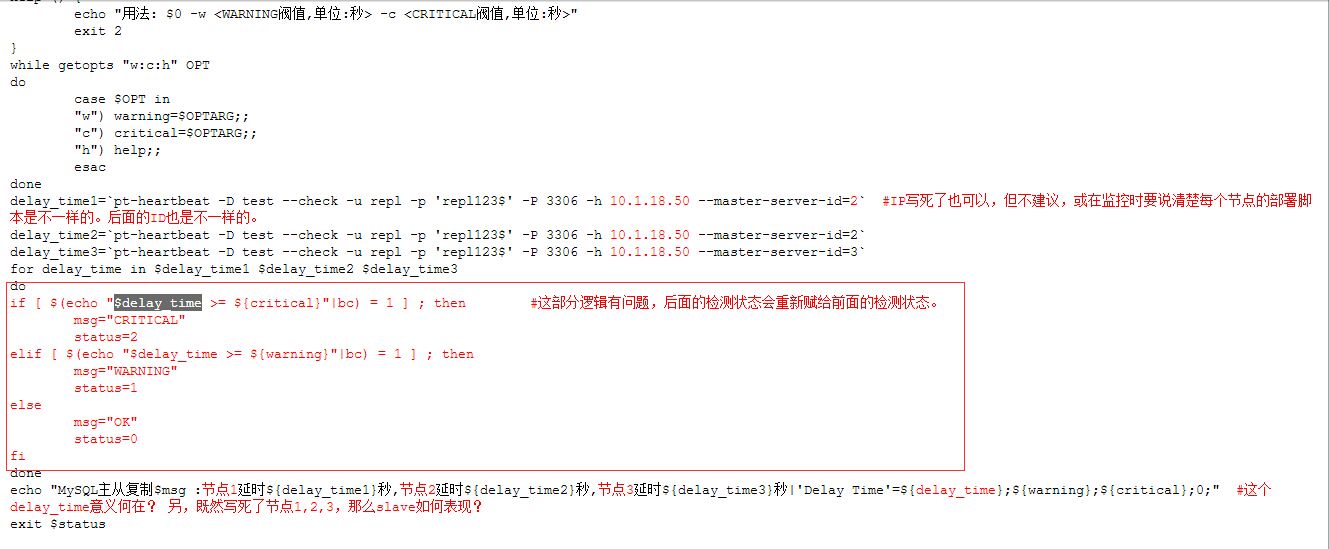 help () {
echo "用法: $0 -w <WARNING阀值,单位:秒> -c <CRITICAL阀值,单位:秒>"
exit 2
}
while getopts "w:c:h" OPT
do
case $OPT in
"w") warning=$OPTARG;;
"c") critical=$OPTARG;;
"h") help;;
esac
done
delay_time1=`pt-heartbeat -D test --check -u repl -p 'repl123$' -P 3306 -h 10.1.18.50 --master-server-id=2` #IP写死了也可以，但不建议，或在监控时要说清楚每个节点的部署脚
本是不一样的。后面的ID也是不一样的。
delay_time2=`pt-heartbeat -D test --check -u repl -p 'repl123$' -P 3306 -h 10.1.18.50 --master-server-id=2`
delay_time3=`pt-heartbeat -D test --check -u repl -p 'repl123$' -P 3306 -h 10.1.18.50 --master-server-id=3`
for delay_time in $delay_time1 $delay_time2 $delay_time3
do
if [ $(echo "$delay_time >= ${critical}"|bc) = 1 ] ; then #这部分逻辑有问题，后面的检测状态会重新赋给前面的检测状态。
msg="CRITICAL"
status=2
elif [ $(echo "$delay_time >= ${warning}"|bc) = 1 ] ; then
msg="WARNING"
status=1
else
msg="OK"
status=0
fi
done
echo "MySQL主从复制$msg :节点1延时${delay_time1}秒,节点2延时${delay_time2}秒,节点3延时${delay_time3}秒|'Delay Time'=${delay_time};${warning};${critical};0;" #这个
delay_time意义何在？ 另，既然写死了节点1,2,3，那么slave如何表现？
exit $status